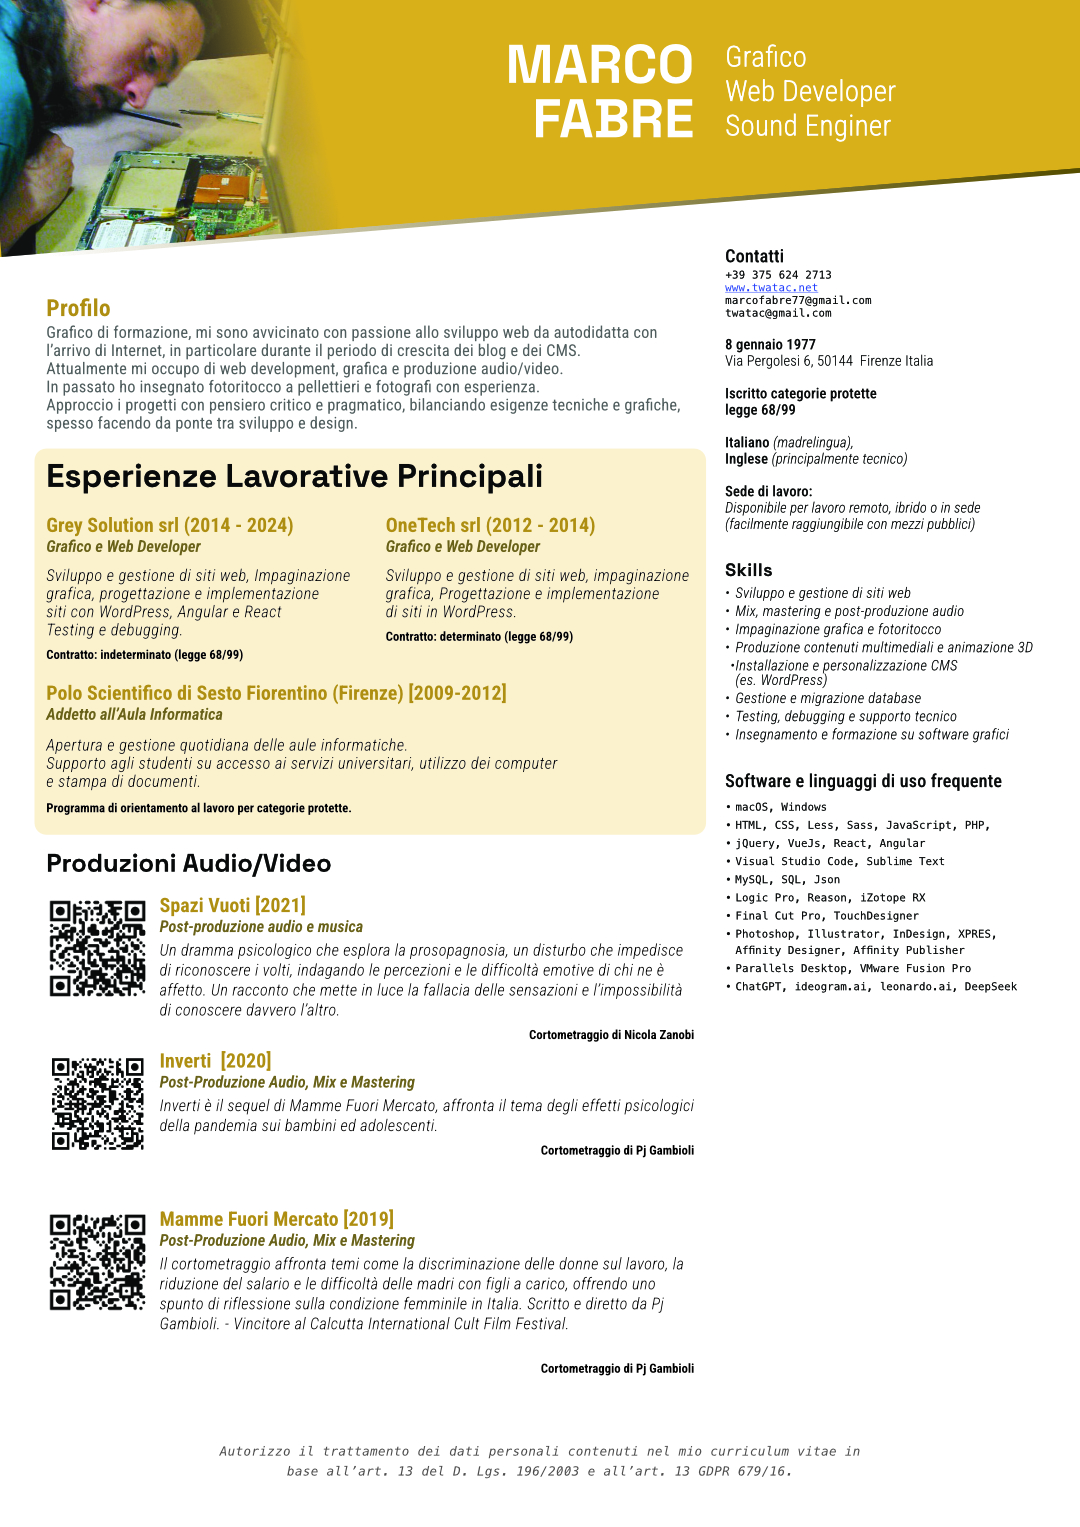 MARCO
FABRE
Grafico
Web Developer
Sound Enginer
Profilo
Grafico di formazione, mi sono avvicinato con passione allo sviluppo web da autodidatta con
l’arrivo di Internet, in particolare durante il periodo di crescita dei blog e dei CMS.
Attualmente mi occupo di web development, grafica e produzione audio/video.
In passato ho insegnato fotoritocco a pellettieri e fotografi con esperienza.
Approccio i progetti con pensiero critico e pragmatico, bilanciando esigenze tecniche e grafiche,
spesso facendo da ponte tra sviluppo e design.
Esperienze Lavorative Principali
Grey Solution srl (2014 - 2024)
Grafico e Web Developer
Sviluppo e gestione di siti web, Impaginazione
grafica, progettazione e implementazione
siti con WordPress, Angular e React
Testing e debugging.
Contratto: indeterminato (legge 68/99)
OneTech srl (2012 - 2014)
Grafico e Web Developer
Sviluppo e gestione di siti web, impaginazione
grafica, Progettazione e implementazione
di siti in WordPress.
Contratto: determinato (legge 68/99)
Polo Scientifico di Sesto Fiorentino (Firenze) [2009-2012]
Addetto all’Aula Informatica
Apertura e gestione quotidiana delle aule informatiche.
Supporto agli studenti su accesso ai servizi universitari, utilizzo dei computer
e stampa di documenti.
Programma di orientamento al lavoro per categorie protette.
Produzioni Audio/Video
Spazi Vuoti [2021]
Post-produzione audio e musica
Un dramma psicologico che esplora la prosopagnosia, un disturbo che impedisce
di riconoscere i volti, indagando le percezioni e le difficoltà emotive di chi ne è
affetto. Un racconto che mette in luce la fallacia delle sensazioni e l’impossibilità
di conoscere davvero l’altro.
Cortometraggio di Nicola Zanobi
Inverti [2020]
Post-Produzione Audio, Mix e Mastering
Inverti è il sequel di Mamme Fuori Mercato, affronta il tema degli effetti psicologici
della pandemia sui bambini ed adolescenti.
Cortometraggio di Pj Gambioli
Mamme Fuori Mercato [2019]
Post-Produzione Audio, Mix e Mastering
Il cortometraggio affronta temi come la discriminazione delle donne sul lavoro, la
riduzione del salario e le difficoltà delle madri con figli a carico, offrendo uno
spunto di riflessione sulla condizione femminile in Italia. Scritto e diretto da Pj
Gambioli. - Vincitore al Calcutta International Cult Film Festival.
Cortometraggio di Pj Gambioli
Contatti
+39 375 624 2713
www.twatac.net
marcofabre77@gmail.com
twatac@gmail.com
8 gennaio 1977
Via Pergolesi 6, 50144 Firenze Italia
Iscritto categorie protette
legge 68/99
Italiano (madrelingua),
Inglese (principalmente tecnico)
Sede di lavoro:
Disponibile per lavoro remoto, ibrido o in sede
(facilmente raggiungibile con mezzi pubblici)
Skills
• Sviluppo e gestione di siti web
• Mix, mastering e post-produzione audio
• Impaginazione grafica e fotoritocco
• Produzione contenuti multimediali e animazione 3D
•Installazione e personalizzazione CMS
(es. WordPress)
• Gestione e migrazione database
• Testing, debugging e supporto tecnico
• Insegnamento e formazione su software grafici
Software e linguaggi di uso frequente
• macOS, Windows
• HTML, CSS, Less, Sass, JavaScript, PHP,
• jQuery, VueJs, React, Angular
• Visual Studio Code, Sublime Text
• MySQL, SQL, Json
• Logic Pro, Reason, iZotope RX
• Final Cut Pro, TouchDesigner
• Photoshop, Illustrator, InDesign, XPRES,
Affinity Designer, Affinity Publisher
• Parallels Desktop, VMware Fusion Pro
• ChatGPT, ideogram.ai, leonardo.ai, DeepSeek
Autorizzo il trattamento dei dati personali contenuti nel mio curriculum vitae in
base all’art. 13 del D. Lgs. 196/2003 e all’art. 13 GDPR 679/16.